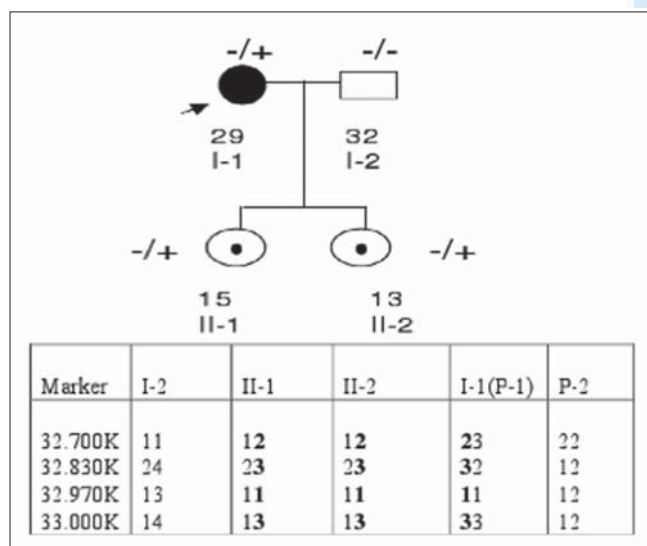 -/+ -/-
29 32
I-1 I-2
-/+ -/+
15 13
II-1 II-2
Marker I-2 II-1 II-2 I-1(P-1) P-2
32.700K 11 12 12 23 22
32.830K 24 23 23 32 12
32.970K 13 11 11 11 12
33.000K 14 13 13 33 12